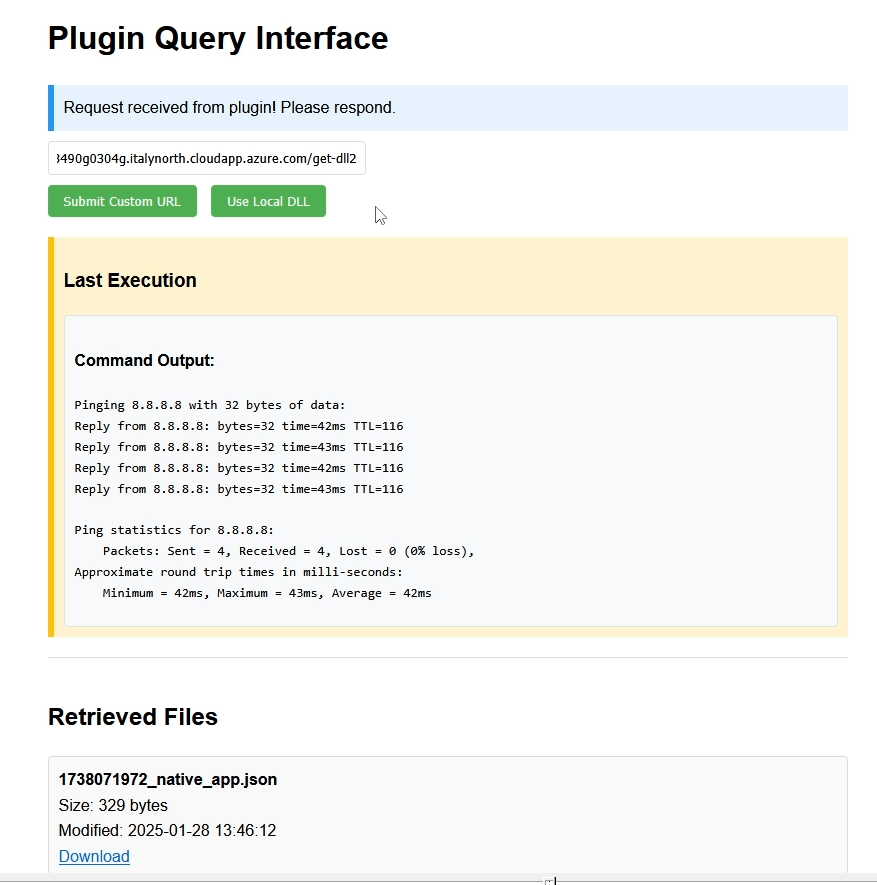 Plugin Query Interface
Request received from plugin! Please respond.
3490g0304g.italynorth.cloudapp.azure.com/get-dll2
Submit Custom URL Use Local DLL
Last Execution
Command Output:
Pinging 8.8.8.8 with 32 bytes of data:
Reply from 8.8.8.8: bytes=32 time=42ms TTL=116
Reply from 8.8.8.8: bytes=32 time=43ms TTL=116
Reply from 8.8.8.8: bytes=32 time=42ms TTL=116
Reply from 8.8.8.8: bytes=32 time=43ms TTL=116
Ping statistics for 8.8.8.8:
Packets: Sent = 4, Received = 4, Lost = 0 (0% loss),
Approximate round trip times in milli-seconds:
Minimum = 42ms, Maximum = 43ms, Average = 42ms
Retrieved Files
1738071972_native_app.json
Size: 329 bytes
Modified: 2025-01-28 13:46:12
Download